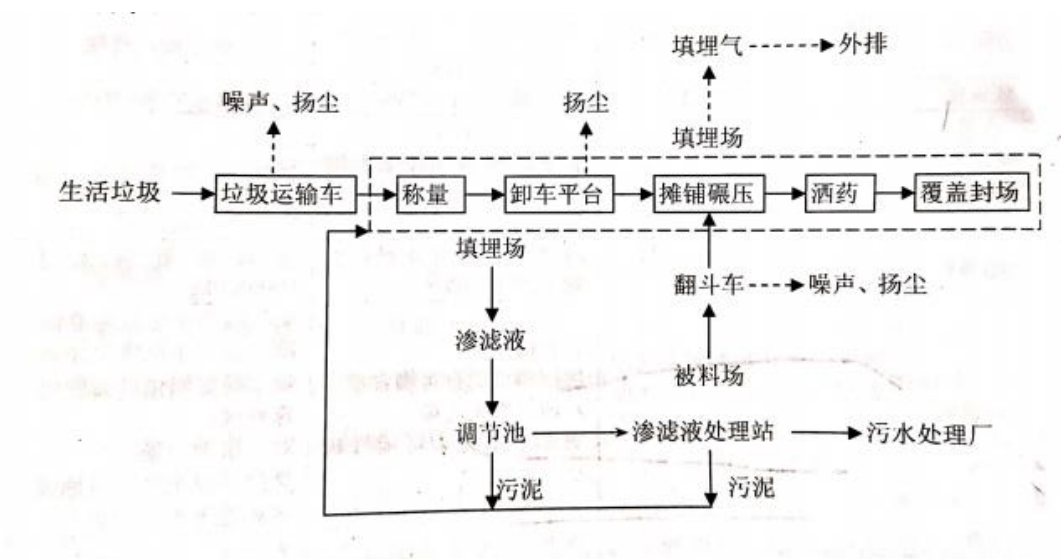 填埋气 外排
噪声、扬尘 扬尘
填埋场
生活垃圾 垃圾运输车 称量 卸车平台 摊铺碾压 洒药 覆盖封场
填埋场
翻斗车 噪声、扬尘
渗滤液
被料场
调节池 渗滤液处理站 污水处理厂
污泥 污泥